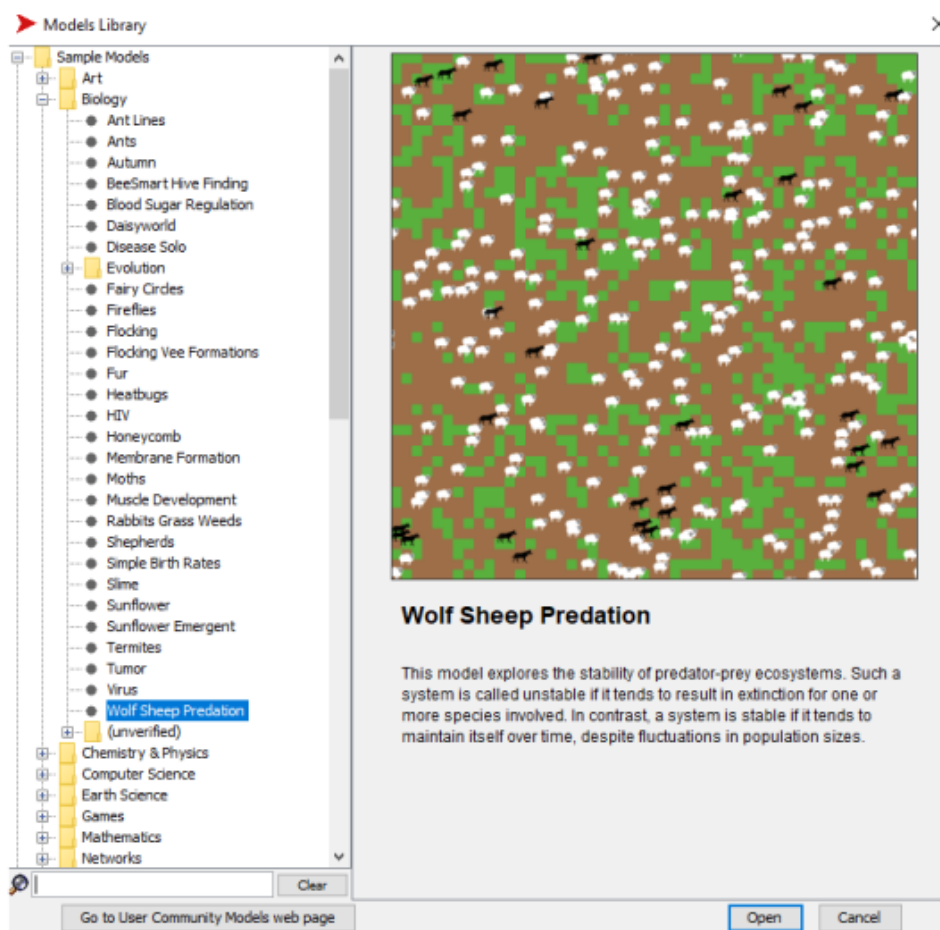 Models Library
Sample Models
Art
Biology
Ant Lines
Ants
Autumn
BeeSmart Hive Finding
Blood Sugar Regulation
Daisyworld
Disease Solo
Evolution
Fairy Circles
Fireflies
Flocking
Flocking Vee Formations
Fur
Heatbugs
HIV
Honeycomb
Membrane Formation
Moths
Muscle Development
Rabbits Grass Weeds
Shepherds
Simple Birth Rates
Slime
Sunflower
Sunflower Emergent
Termites
Tumor
Virus
Wolf Sheep Predation
(unverified)
Chemistry & Physics
Computer Science
Earth Science
Games
Mathematics
Networks
Clear
Go to User Community Models web page
Wolf Sheep Predation
This model explores the stability of predator-prey ecosystems. Such a
system is called unstable if it tends to result in extinction for one or
more species involved. In contrast, a system is stable if it tends to
maintain itself over time, despite fluctuations in population sizes.
Open
Cancel